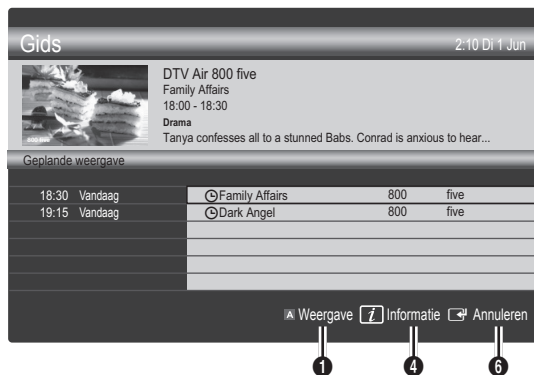 Gids 2:10 Di 1 Jun
DTV Air 800 five
Family Affairs
18:00 - 18:30
Drama
Tanya confesses all to a stunned Babs. Conrad is anxious to hear...
800 five
Geplande weergave
18:30 Vandaag Family Affairs 800 five
19:15 Vandaag Dark Angel 800 five
A Weergave i Informatie Annuleren
1 4 6